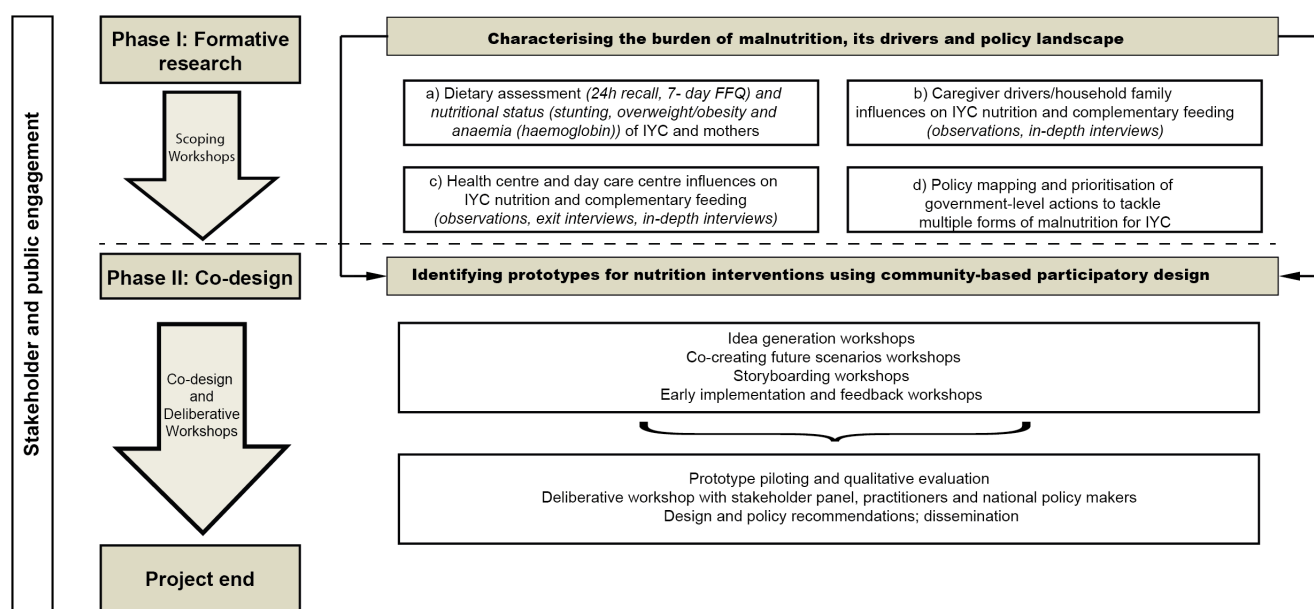 Stakeholder and public engagement
Phase I: Formative
research
Scoping
Workshops
Characterising the burden of malnutrition, its drivers and policy landscape
a) Dietary assessment (24h recall, 7- day FFQ) and
nutritional status (stunting, overweight/obesity and
anaemia (haemoglobin)) of IYC and mothers
b) Caregiver drivers/household family
influences on IYC nutrition and complementary feeding
(observations, in-depth interviews)
c) Health centre and day care centre influences on
IYC nutrition and complementary feeding
(observations, exit interviews, in-depth interviews)
d) Policy mapping and prioritisation of
government-level actions to tackle
multiple forms of malnutrition for IYC
Phase II: Co-design
Identifying prototypes for nutrition interventions using community-based participatory design
Co-design
and
Deliberative
Workshops
Idea generation workshops
Co-creating future scenarios workshops
Storyboarding workshops
Early implementation and feedback workshops
Prototype piloting and qualitative evaluation
Deliberative workshop with stakeholder panel, practitioners and national policy makers
Design and policy recommendations; dissemination
Project end